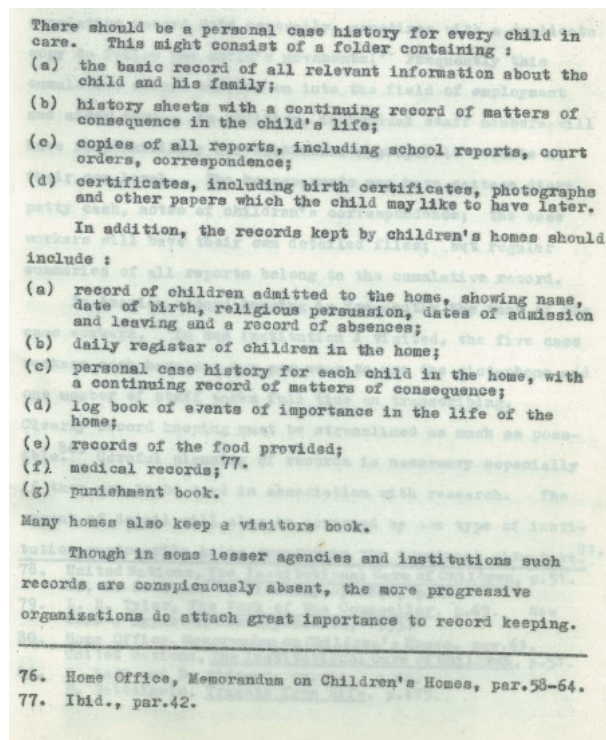 There should be a personal case history for every child in
care. This might consist of a folder containing :
(a) the basic record of all relevant information about the
child and his family;
(b) history sheets with a continuing record of matters of
consequence in the child's life;
(c) copies of all reports, including school reports, court
orders, correspondence;
(d) certificates, including birth certificates, photographs
and other papers which the child may like to have later.
In addition, the records kept by children's homes should
include :
(a) record of children admitted to the home, showing name,
date of birth, religious persuasion, dates of admission
and leaving and a record of absences;
(b) daily registar of children in the home;
(c) personal case history for each child in the home, with
a continuing record of matters of consequence;
(d) log book of events of importance in the life of the
home;
(e) records of the food provided;
(f). medical records;77.
(g) punishment book.
Many homes also keep a visitors book.
Though in some lesser agencies and institutions such
records are conspicuously absent, the more progressive
organizations do attach great importance to record keeping.
76. Home Office, Memorandum on Children's Homes, par.58-64.
77. Ibid., par.42.